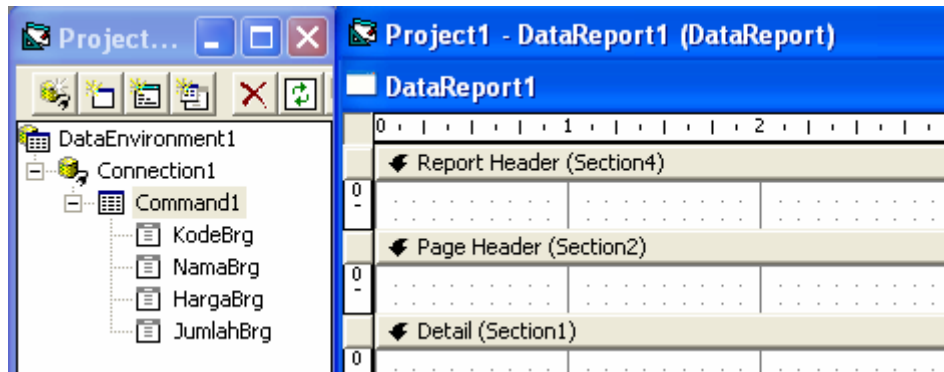 Project...
DataEnvironment1
Connection1
Command1
KodeBrg
NamaBrg
HargaBrg
JumlahBrg
Project1 - DataReport1 (DataReport)
DataReport1
0 1 2
Report Header (Section4)
0
Page Header (Section2)
0
Detail (Section1)
0